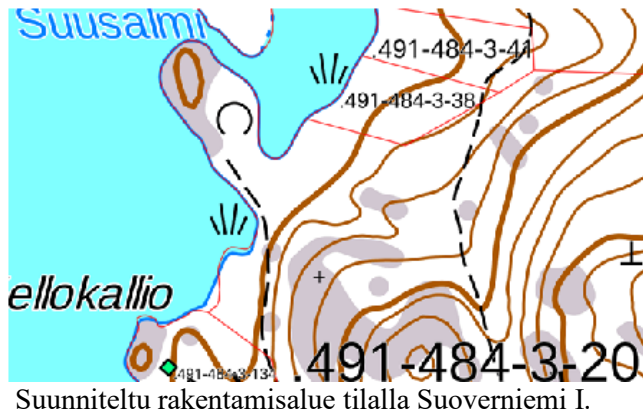 Suusalmi
.491-484-3-41
.491-484-3-38
ellokallio
.491-484-3-134
.491-484-3-20
Suunniteltu rakentamisalue tilalla Suoverniemi I.